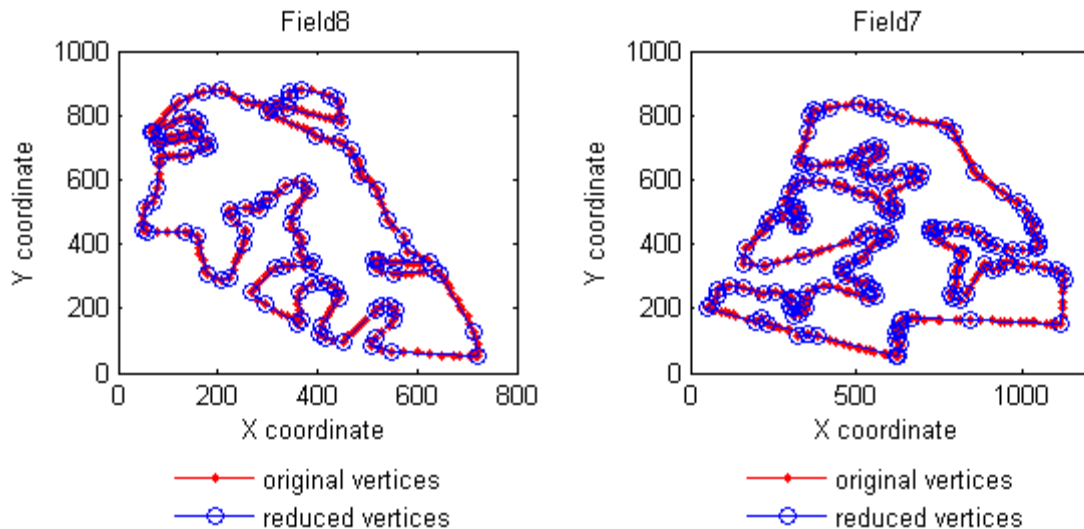 Field8
1000
800
600
400
200
0
Y coordinate
0 200 400 600 800
X coordinate
original vertices
reduced vertices
Field7
1000
800
600
400
200
0
Y coordinate
0 500 1000
X coordinate
original vertices
reduced vertices